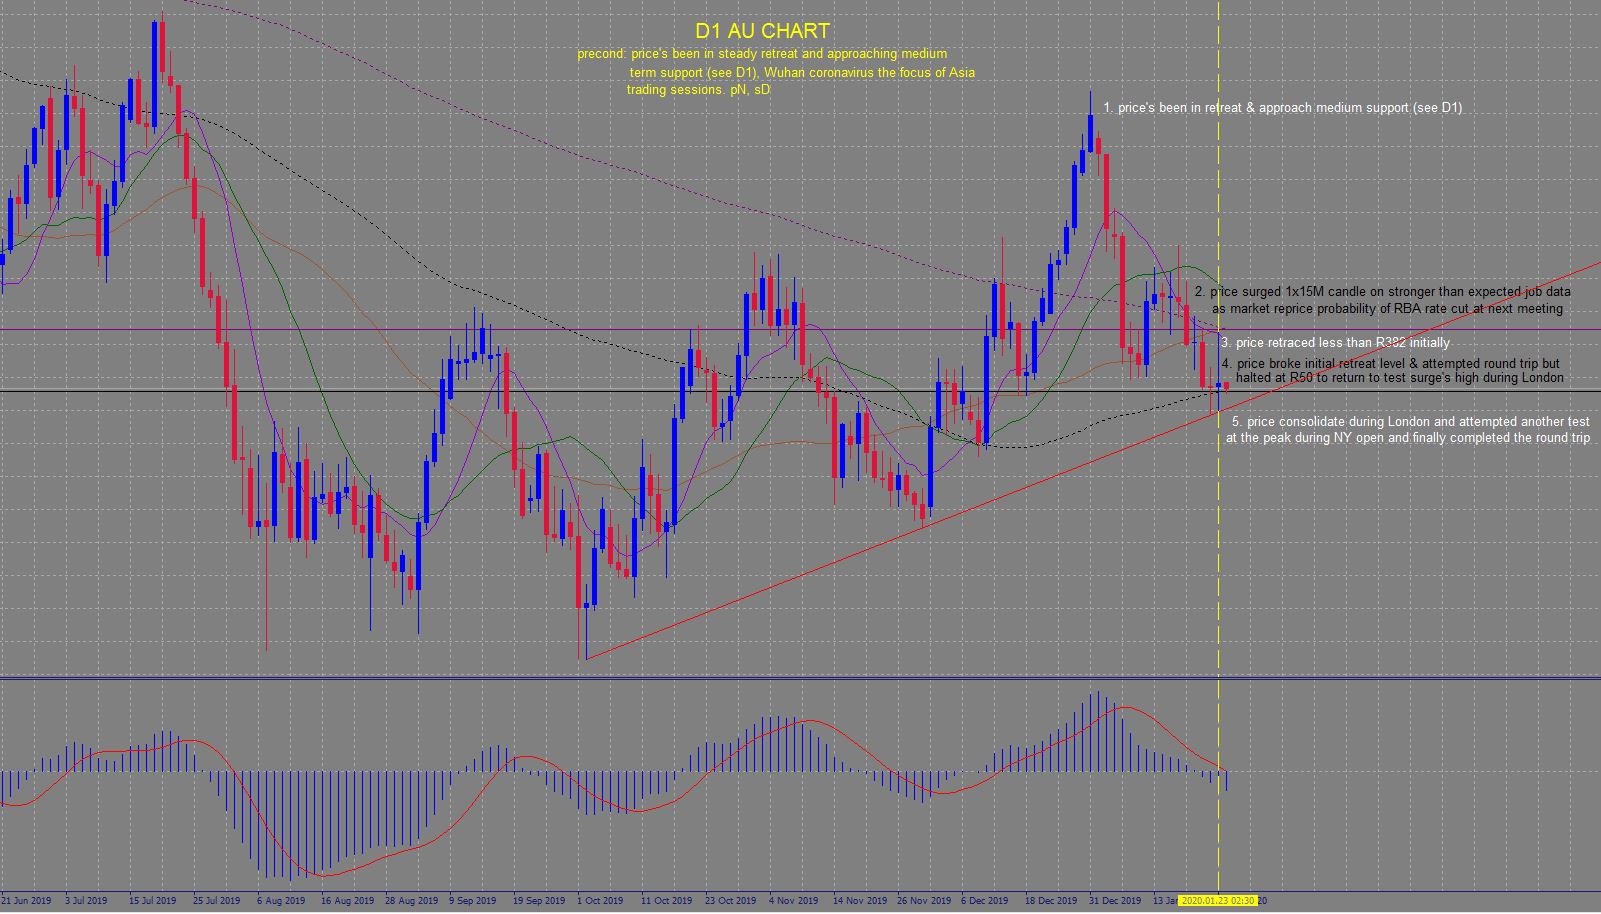 D1 AU CHART
precond: price's been in steady retreat and approaching medium
term support (see D1), Wuhan coronavirus the focus of Asia
trading sessions. pN, sD
1. price's been in retreat & approach medium support (see D1)
2. price surged 1x15M candle on stronger than expected job data
as market reprice probability of RBA rate cut at next meeting
3. price retraced less than R382 initially
4. price broke initial retreat level & attempted round trip but
halted at R50 to return to test surge's high during London
5. price consolidate during London and attempted another test
at the peak during NY open and finally completed the round trip
21 Jun 2019 3 Jul 2019 15 Jul 2019 25 Jul 2019 6 Aug 2019 16 Aug 2019 28 Aug 2019 9 Sep 2019 19 Sep 2019 1 Oct 2019 11 Oct 2019 23 Oct 2019 4 Nov 2019 14 Nov 2019 26 Nov 2019 6 Dec 2019 18 Dec 2019 31 Dec 2019 13 Jan 2020.01.23 02:30 20